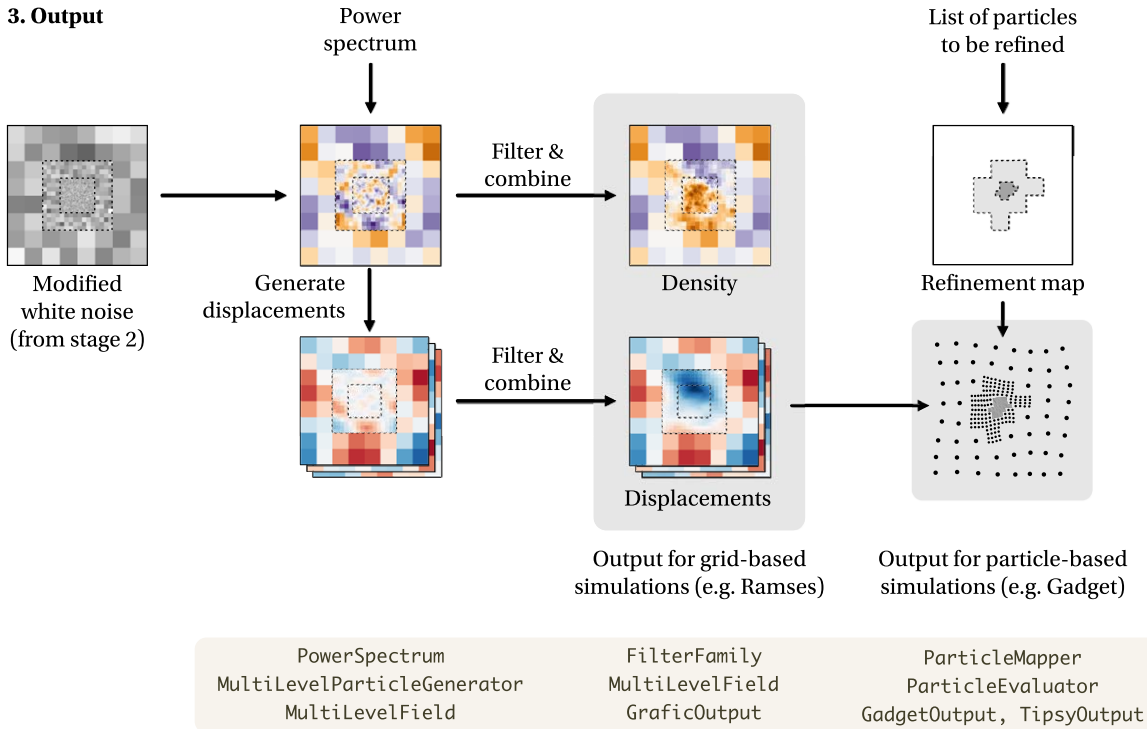 3. Output
Power
spectrum
List of particles
to be refined
Filter &
combine
Modified
white noise
(from stage 2)
Generate
displacements
Density
Refinement map
Filter &
combine
Displacements
Output for grid-based
simulations (e.g. Ramses)
Output for particle-based
simulations (e.g. Gadget)
PowerSpectrum
MultiLevelParticleGenerator
MultiLevelField
FilterFamily
MultiLevelField
GraficOutput
ParticleMapper
ParticleEvaluator
GadgetOutput, TipsyOutput